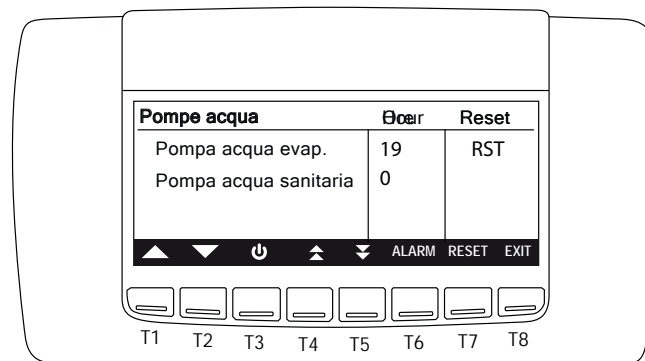 Pompe acqua Reset
Pompa acqua evap. 19 RST
Pompa acqua sanitaria 0
ALARM RESET EXIT
T1 T2 T3 T4 T5 T6 T7 T8